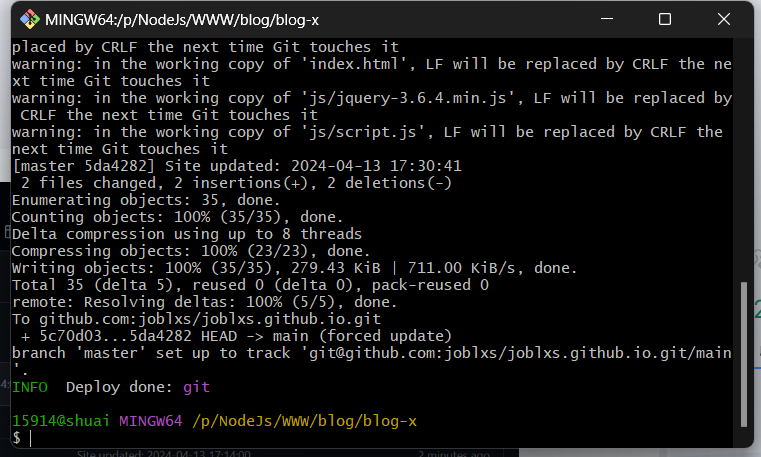 MINGW64:/p/NodeJs/WWW/blog/blog-x
placed by CRLF the next time Git touches it
warning: in the working copy of 'index.html', LF will be replaced by CRLF the ne
xt time Git touches it
warning: in the working copy of 'js/jquery-3.6.4.min.js', LF will be replaced by
 CRLF the next time Git touches it
warning: in the working copy of 'js/script.js', LF will be replaced by CRLF the
next time Git touches it
[master 5da4282] Site updated: 2024-04-13 17:30:41
 2 files changed, 2 insertions(+), 2 deletions(-)
Enumerating objects: 35, done.
Counting objects: 100% (35/35), done.
Delta compression using up to 8 threads
Compressing objects: 100% (23/23), done.
Writing objects: 100% (35/35), 279.43 KiB | 711.00 KiB/s, done.
Total 35 (delta 5), reused 0 (delta 0), pack-reused 0
remote: Resolving deltas: 100% (5/5), done.
To github.com:joblxs/joblxs.github.io.git
 + 5c70d03...5da4282 HEAD -> main (forced update)
branch 'master' set up to track 'git@github.com:joblxs/joblxs.github.io.git/main
'.
INFO  Deploy done: git
15914@shuai MINGW64 /p/NodeJs/WWW/blog/blog-x
$
Site updated: 2024-04-13 17:14:00 2 minutes ago